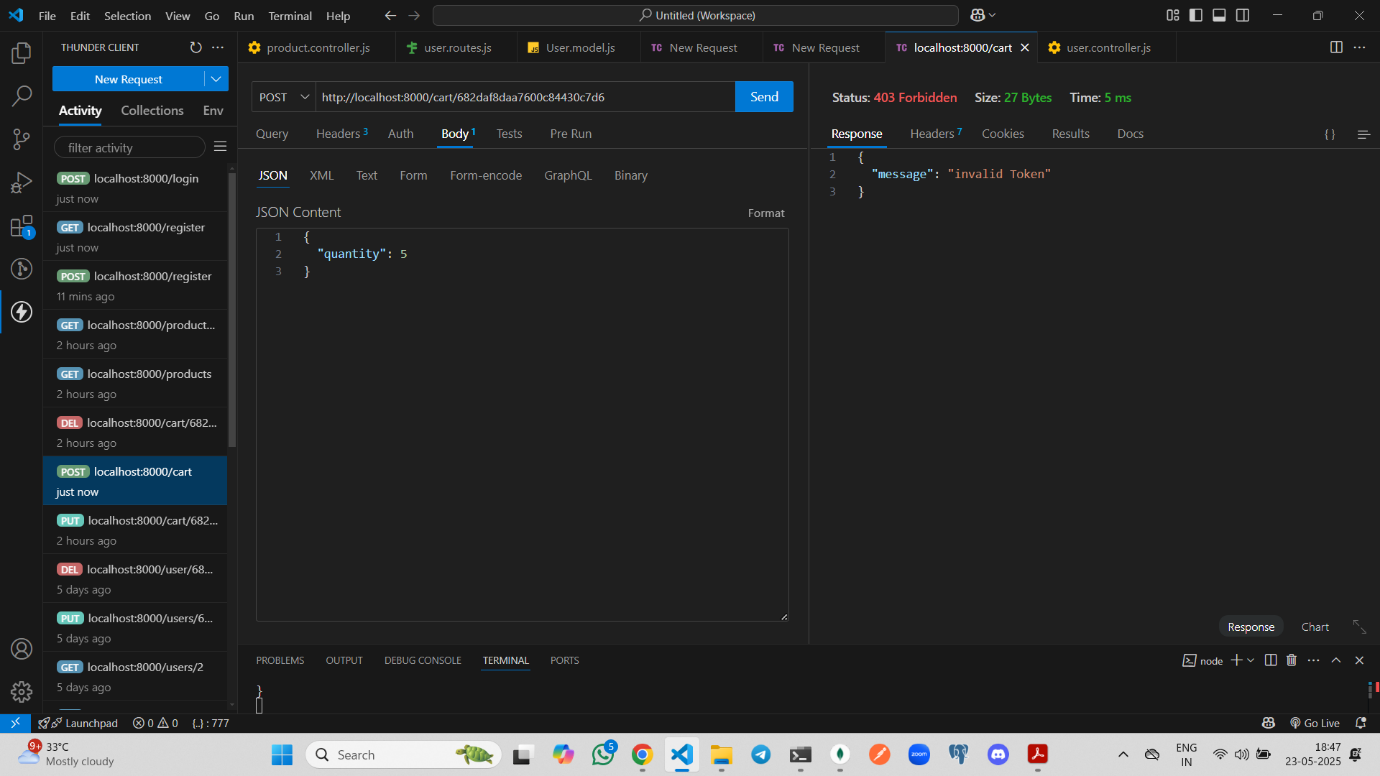 File Edit Selection View Go Run Terminal Help
Untitled (Workspace)
THUNDER CLIENT
New Request
Activity Collections Env
filter activity
POST localhost:8000/login
just now
GET localhost:8000/register
just now
POST localhost:8000/register
11 mins ago
GET localhost:8000/product...
2 hours ago
GET localhost:8000/products
2 hours ago
DEL localhost:8000/cart/682...
2 hours ago
POST localhost:8000/cart
just now
PUT localhost:8000/cart/682...
2 hours ago
DEL localhost:8000/user/68...
5 days ago
PUT localhost:8000/users/6...
5 days ago
GET localhost:8000/users/2
5 days ago
product.controller.js user.routes.js JS User.model.js TC New Request TC New Request TC localhost:8000/cart user.controller.js
POST http://localhost:8000/cart/682daf8daa7600c84430c7d6 Send
Query Headers 3 Auth Body 1 Tests Pre Run
JSON XML Text Form Form-encode GraphQL Binary
JSON Content Format
1 {
2 "quantity": 5
3 }
Status: 403 Forbidden Size: 27 Bytes Time: 5 ms
Response Headers 7 Cookies Results Docs {}
1 {
2 "message": "invalid Token"
3 }
Response Chart
PROBLEMS OUTPUT DEBUG CONSOLE TERMINAL PORTS
node
}
1
Launchpad 0 0 {..} : 777
Go Live
9+
33°C
Mostly cloudy
Search
5
zoom
ENG
IN
18:47
23-05-2025